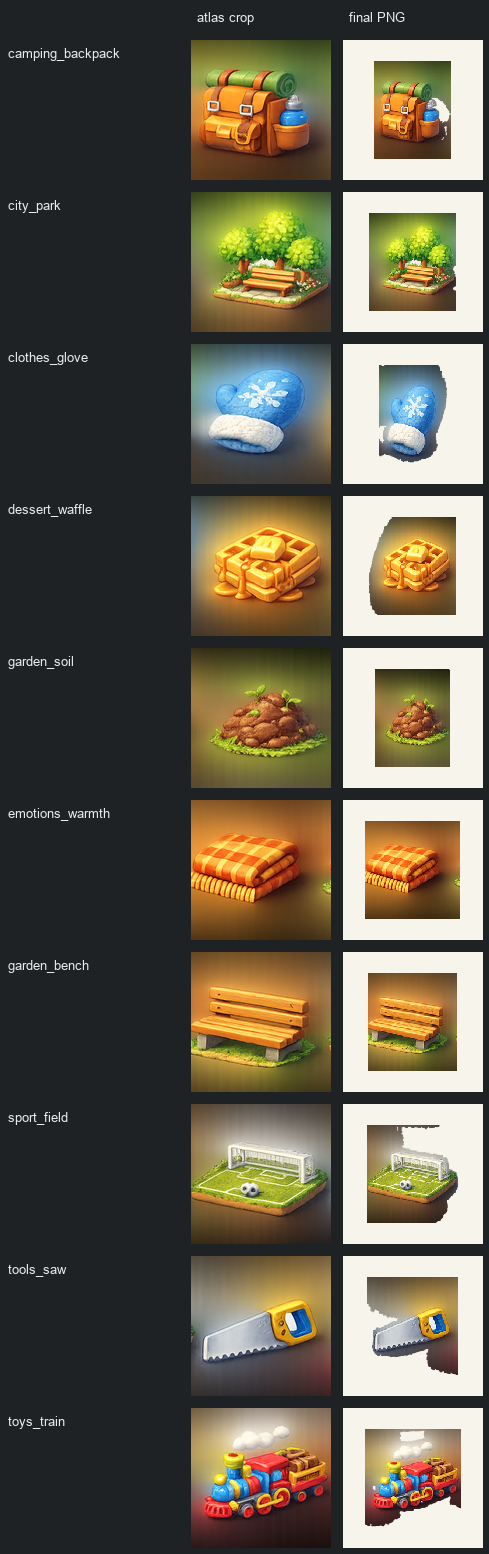 atlas crop final PNG
camping_backpack
city_park
clothes_glove
dessert_waffle
garden_soil
emotions_warmth
garden_bench
sport_field
tools_saw
toys_train